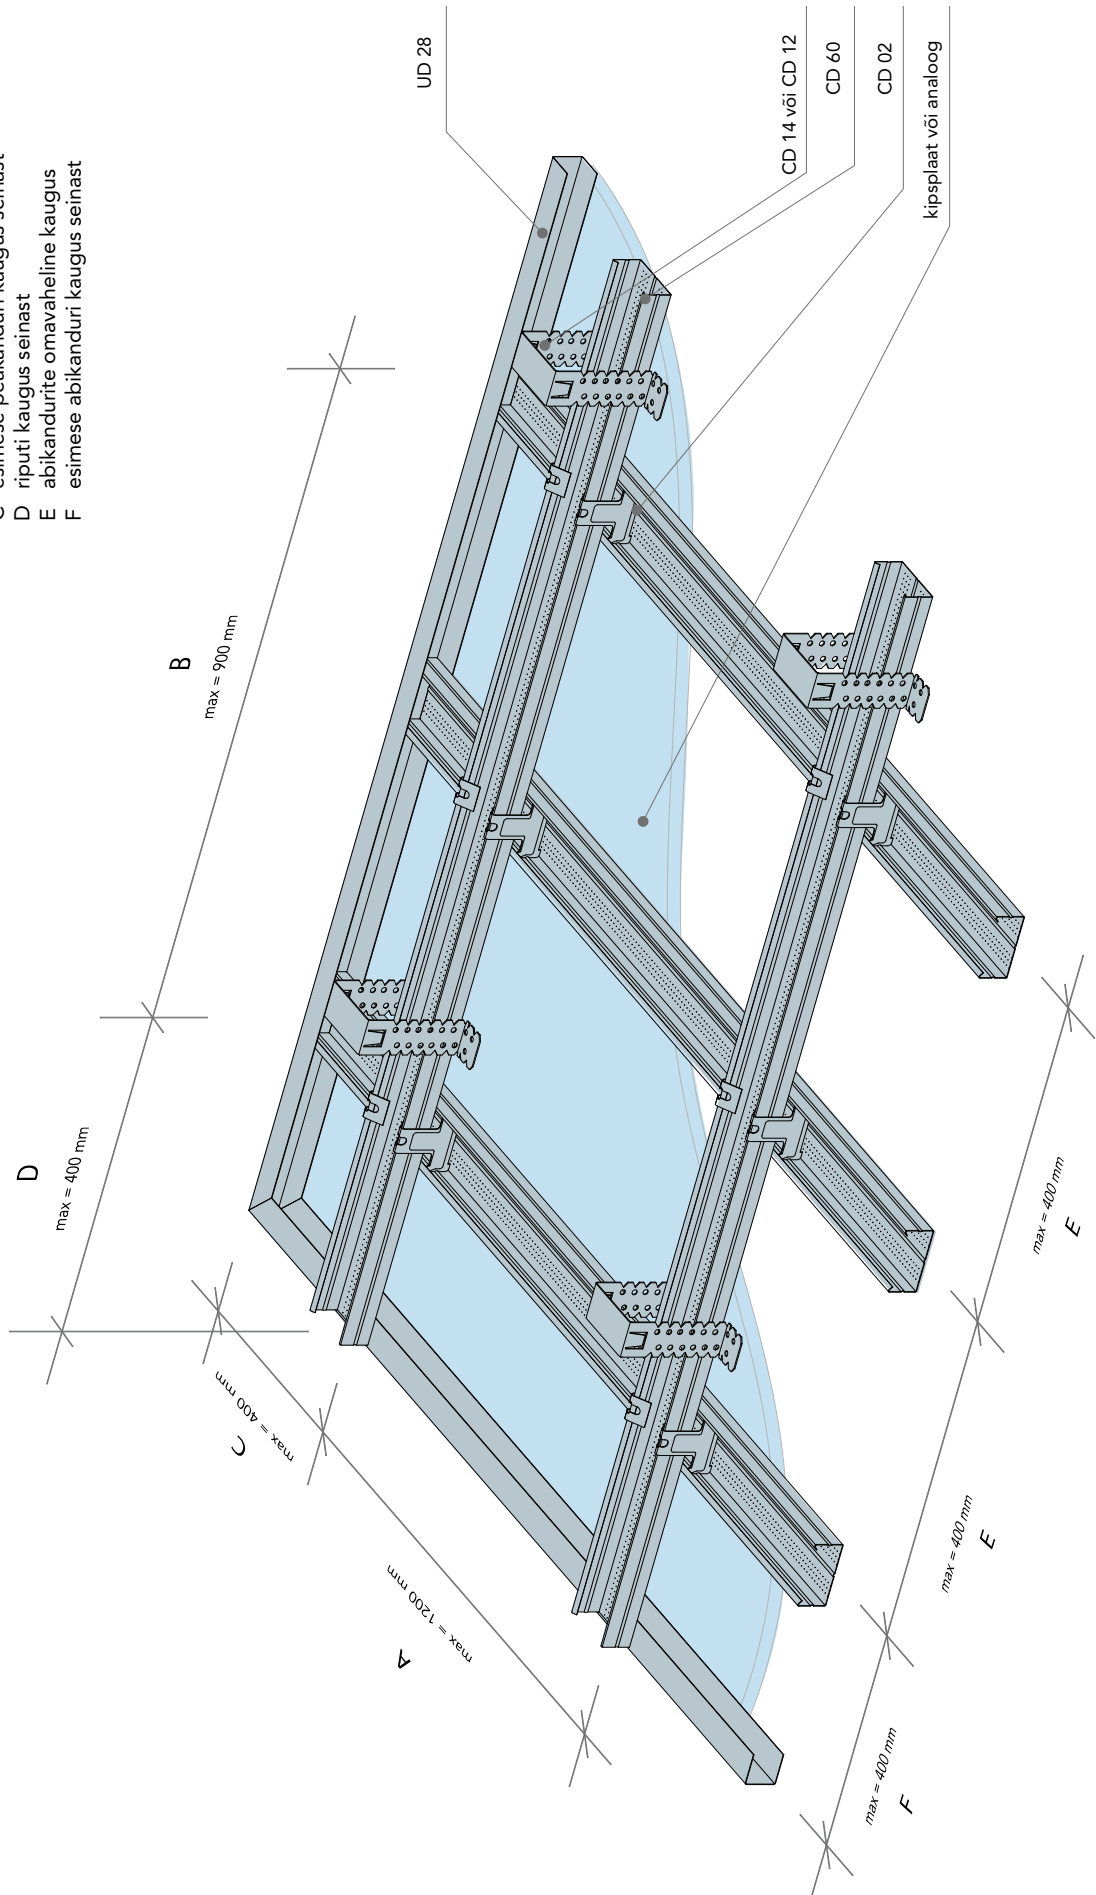 C esimese peakanduri kaugus seinast
D riputi kaugus seinast
E abikandurite omavaheline kaugus
F esimese abikanduri kaugus seinast
UD 28
CD 14 või CD 12
CD 60
CD 02
kipsplaat või analoog
B
max = 900 mm
D
max = 400 mm
C
max = 400 mm
A
max = 1200 mm
max = 400 mm
E
max = 400 mm
E
max = 400 mm
F